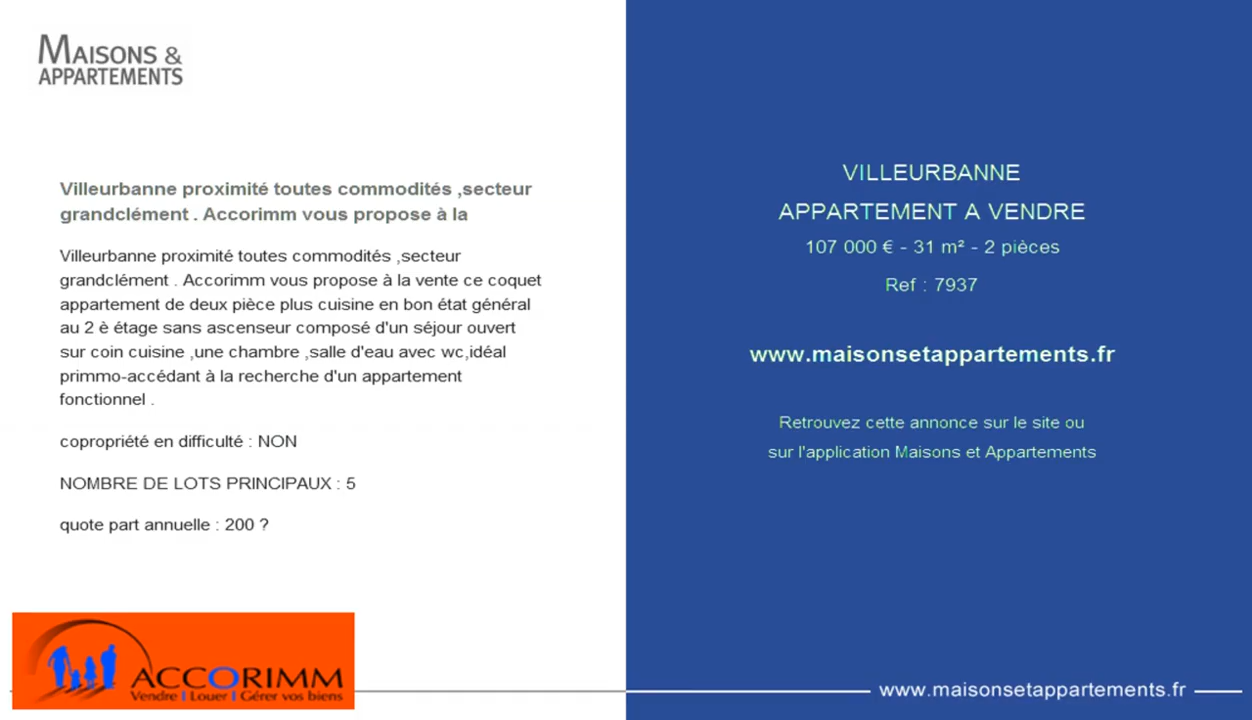 MAISONS &
APPARTEMENTS
Villeurbanne proximité toutes commodités ,secteur
grandclément . Accorimm vous propose à la
Villeurbanne proximité toutes commodités ,secteur
grandclément . Accorimm vous propose à la vente ce coquet
appartement de deux pièce plus cuisine en bon état général
au 2 è étage sans ascenseur composé d'un séjour ouvert
sur coin cuisine ,une chambre ,salle d'eau avec wc,idéal
primmo-accédant à la recherche d'un appartement
fonctionnel .
copropriété en difficulté : NON
NOMBRE DE LOTS PRINCIPAUX : 5
quote part annuelle : 200 ?
ACCORIMM
Vendre | Louer | Gérer vos biens
VILLEURBANNE
APPARTEMENT A VENDRE
107 000 € - 31 m² - 2 pièces
Ref : 7937
www.maisonsetappartements.fr
Retrouvez cette annonce sur le site ou
sur l'application Maisons et Appartements
www.maisonsetappartements.fr